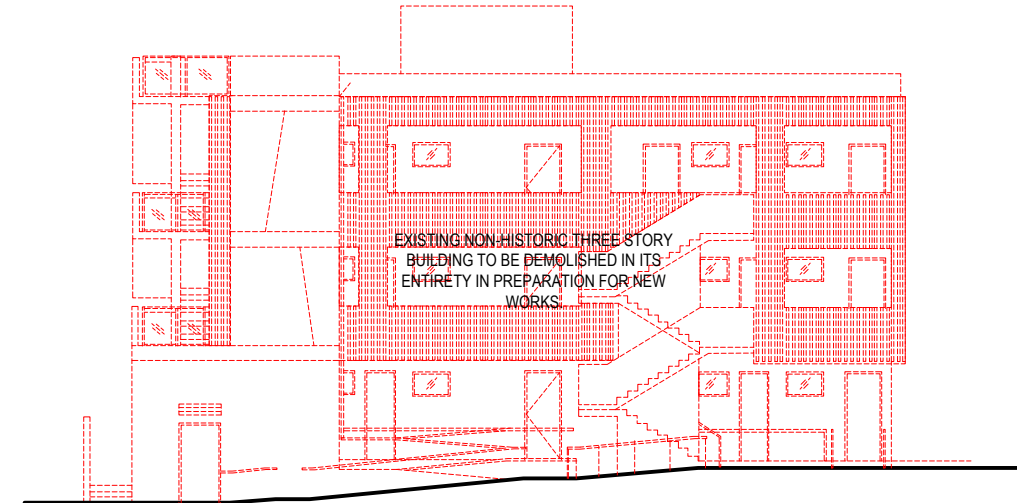 EXISTING NON-HISTORIC THREE STORY
BUILDING TO BE DEMOLISHED IN ITS
ENTIRETY IN PREPARATION FOR NEW
WORKS.